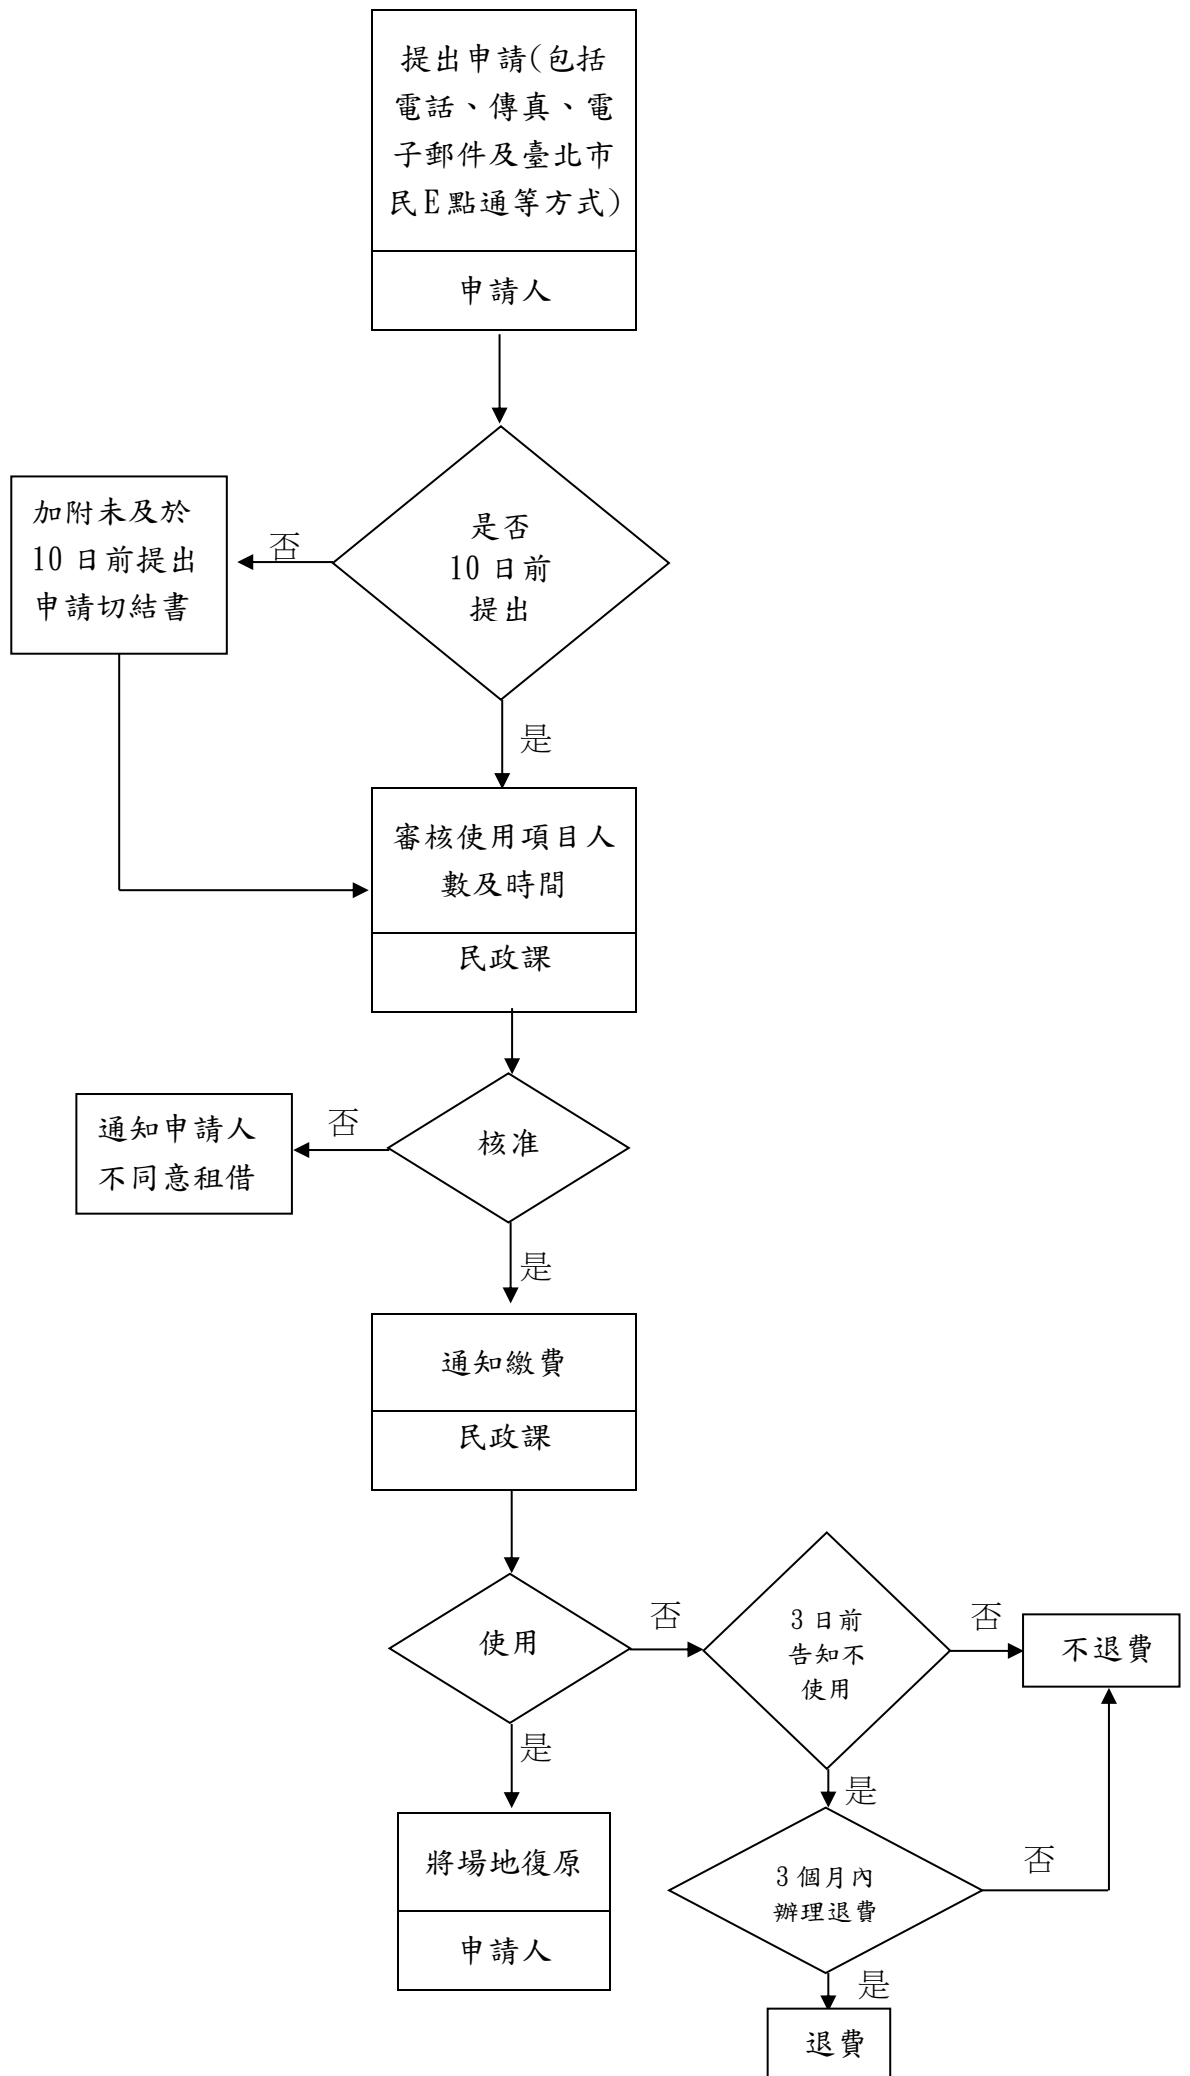 提出申請(包括
電話、傳真、電
子郵件及臺北市
民E點通等方式)
申請人
是否
10日前
提出
否
加附未及於
10日前提出
申請切結書
是
審核使用項目人
數及時間
民政課
核准
否
通知申請人
不同意租借
是
通知繳費
民政課
使用
否
3日前
告知不
使用
否
不退費
是
將場地復原
申請人
是
3個月內
辦理退費
否
是
退費